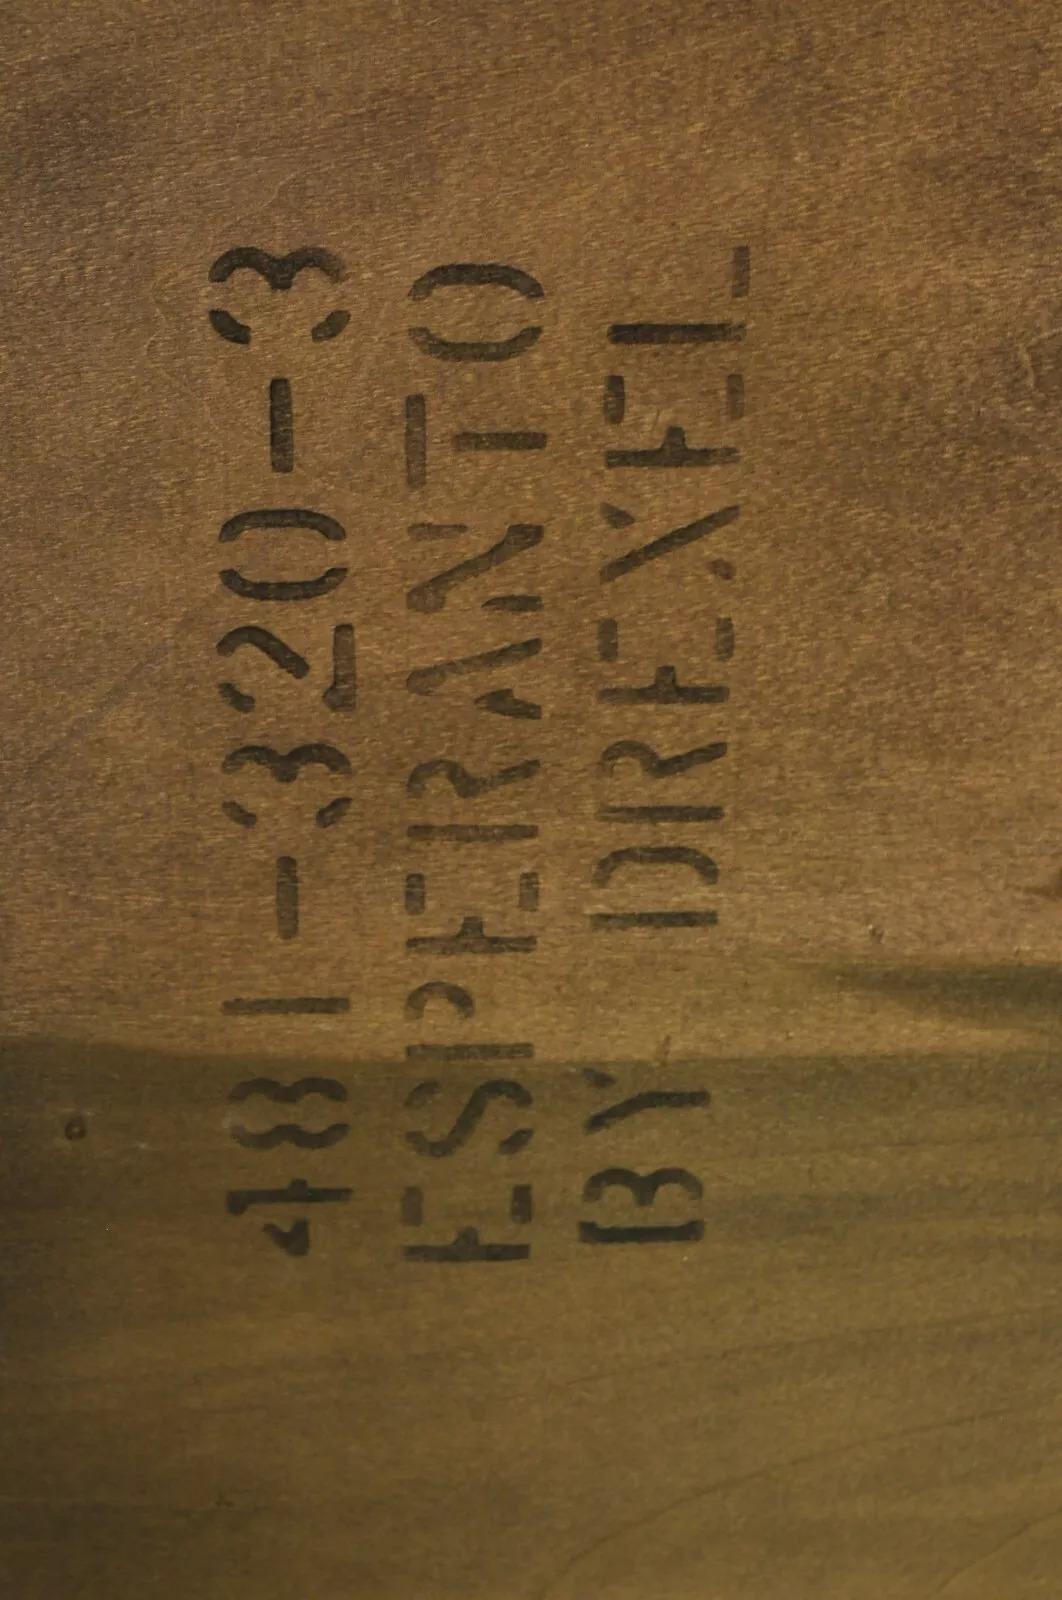 481-320-3
ESPERANTO
BY DREXEL